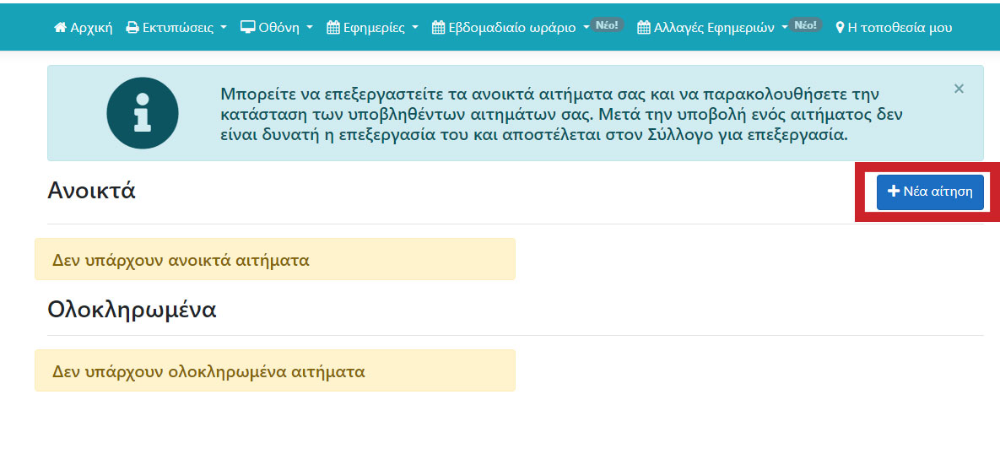 Αρχική Εκτυπώσεις Οθόνη Εφημερίες Εβδομαδιαίο ωράριο Νέο! Αλλαγές Εφημεριών Νέο! Η τοποθεσία μου
Μπορείτε να επεξεργαστείτε τα ανοικτά αιτήματα σας και να παρακολουθήσετε την
κατάσταση των υποβληθέντων αιτημάτων σας. Μετά την υποβολή ενός αιτήματος δεν
είναι δυνατή η επεξεργασία του και αποστέλεται στον Σύλλογο για επεξεργασία.
×
Ανοικτά
Νέα αίτηση
Δεν υπάρχουν ανοικτά αιτήματα
Ολοκληρωμένα
Δεν υπάρχουν ολοκληρωμένα αιτήματα